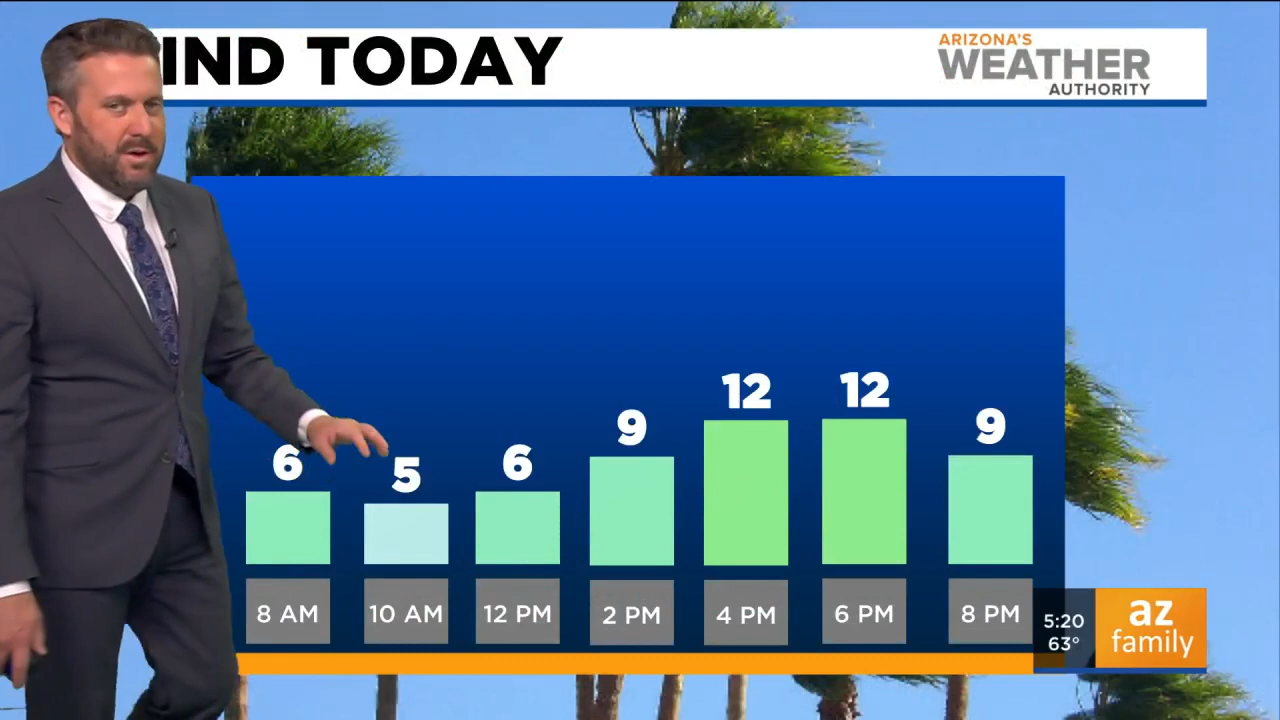 IND TODAY
ARIZONA'S
WEATHER
AUTHORITY
6 5 6 9 12 12 9
8 AM 10 AM 12 PM 2 PM 4 PM 6 PM 8 PM
5:20
63°
az
family